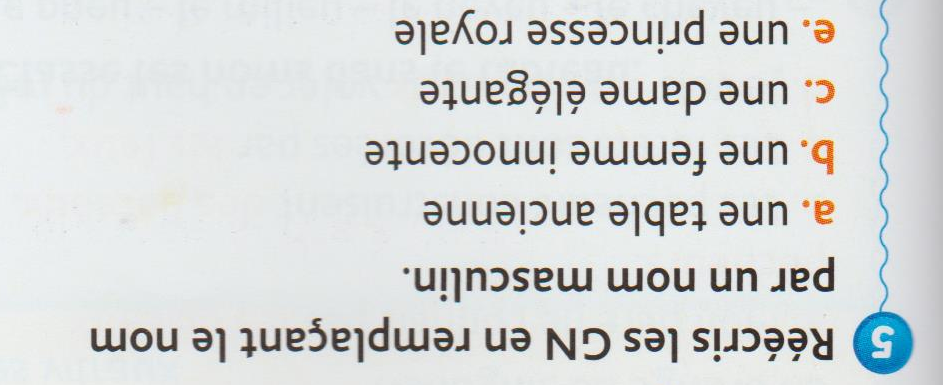 5 Réécris les GN en remplaçant le nom
par un nom masculin.
a. une table ancienne
b. une femme innocente
c. une dame élégante
e. une princesse royale